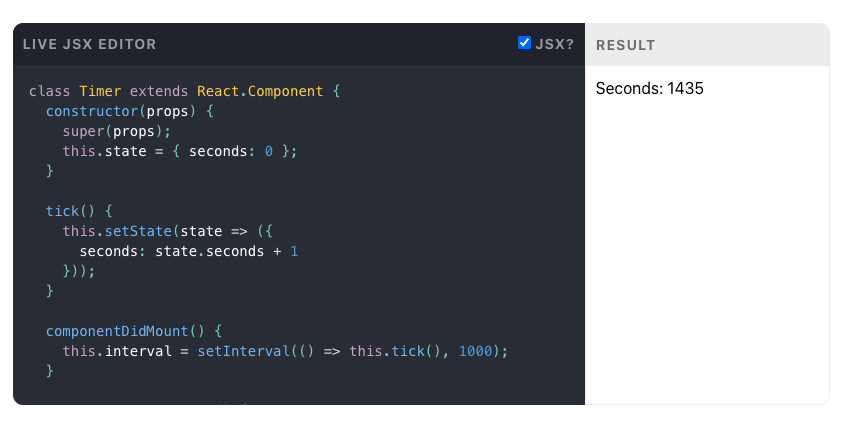 LIVE JSX EDITOR
JSX?
class Timer extends React.Component {
  constructor(props) {
    super(props);
    this.state = { seconds: 0 };
  }

  tick() {
    this.setState(state => ({
      seconds: state.seconds + 1
    }));
  }

  componentDidMount() {
    this.interval = setInterval(() => this.tick(), 1000);
  }
RESULT
Seconds: 1435